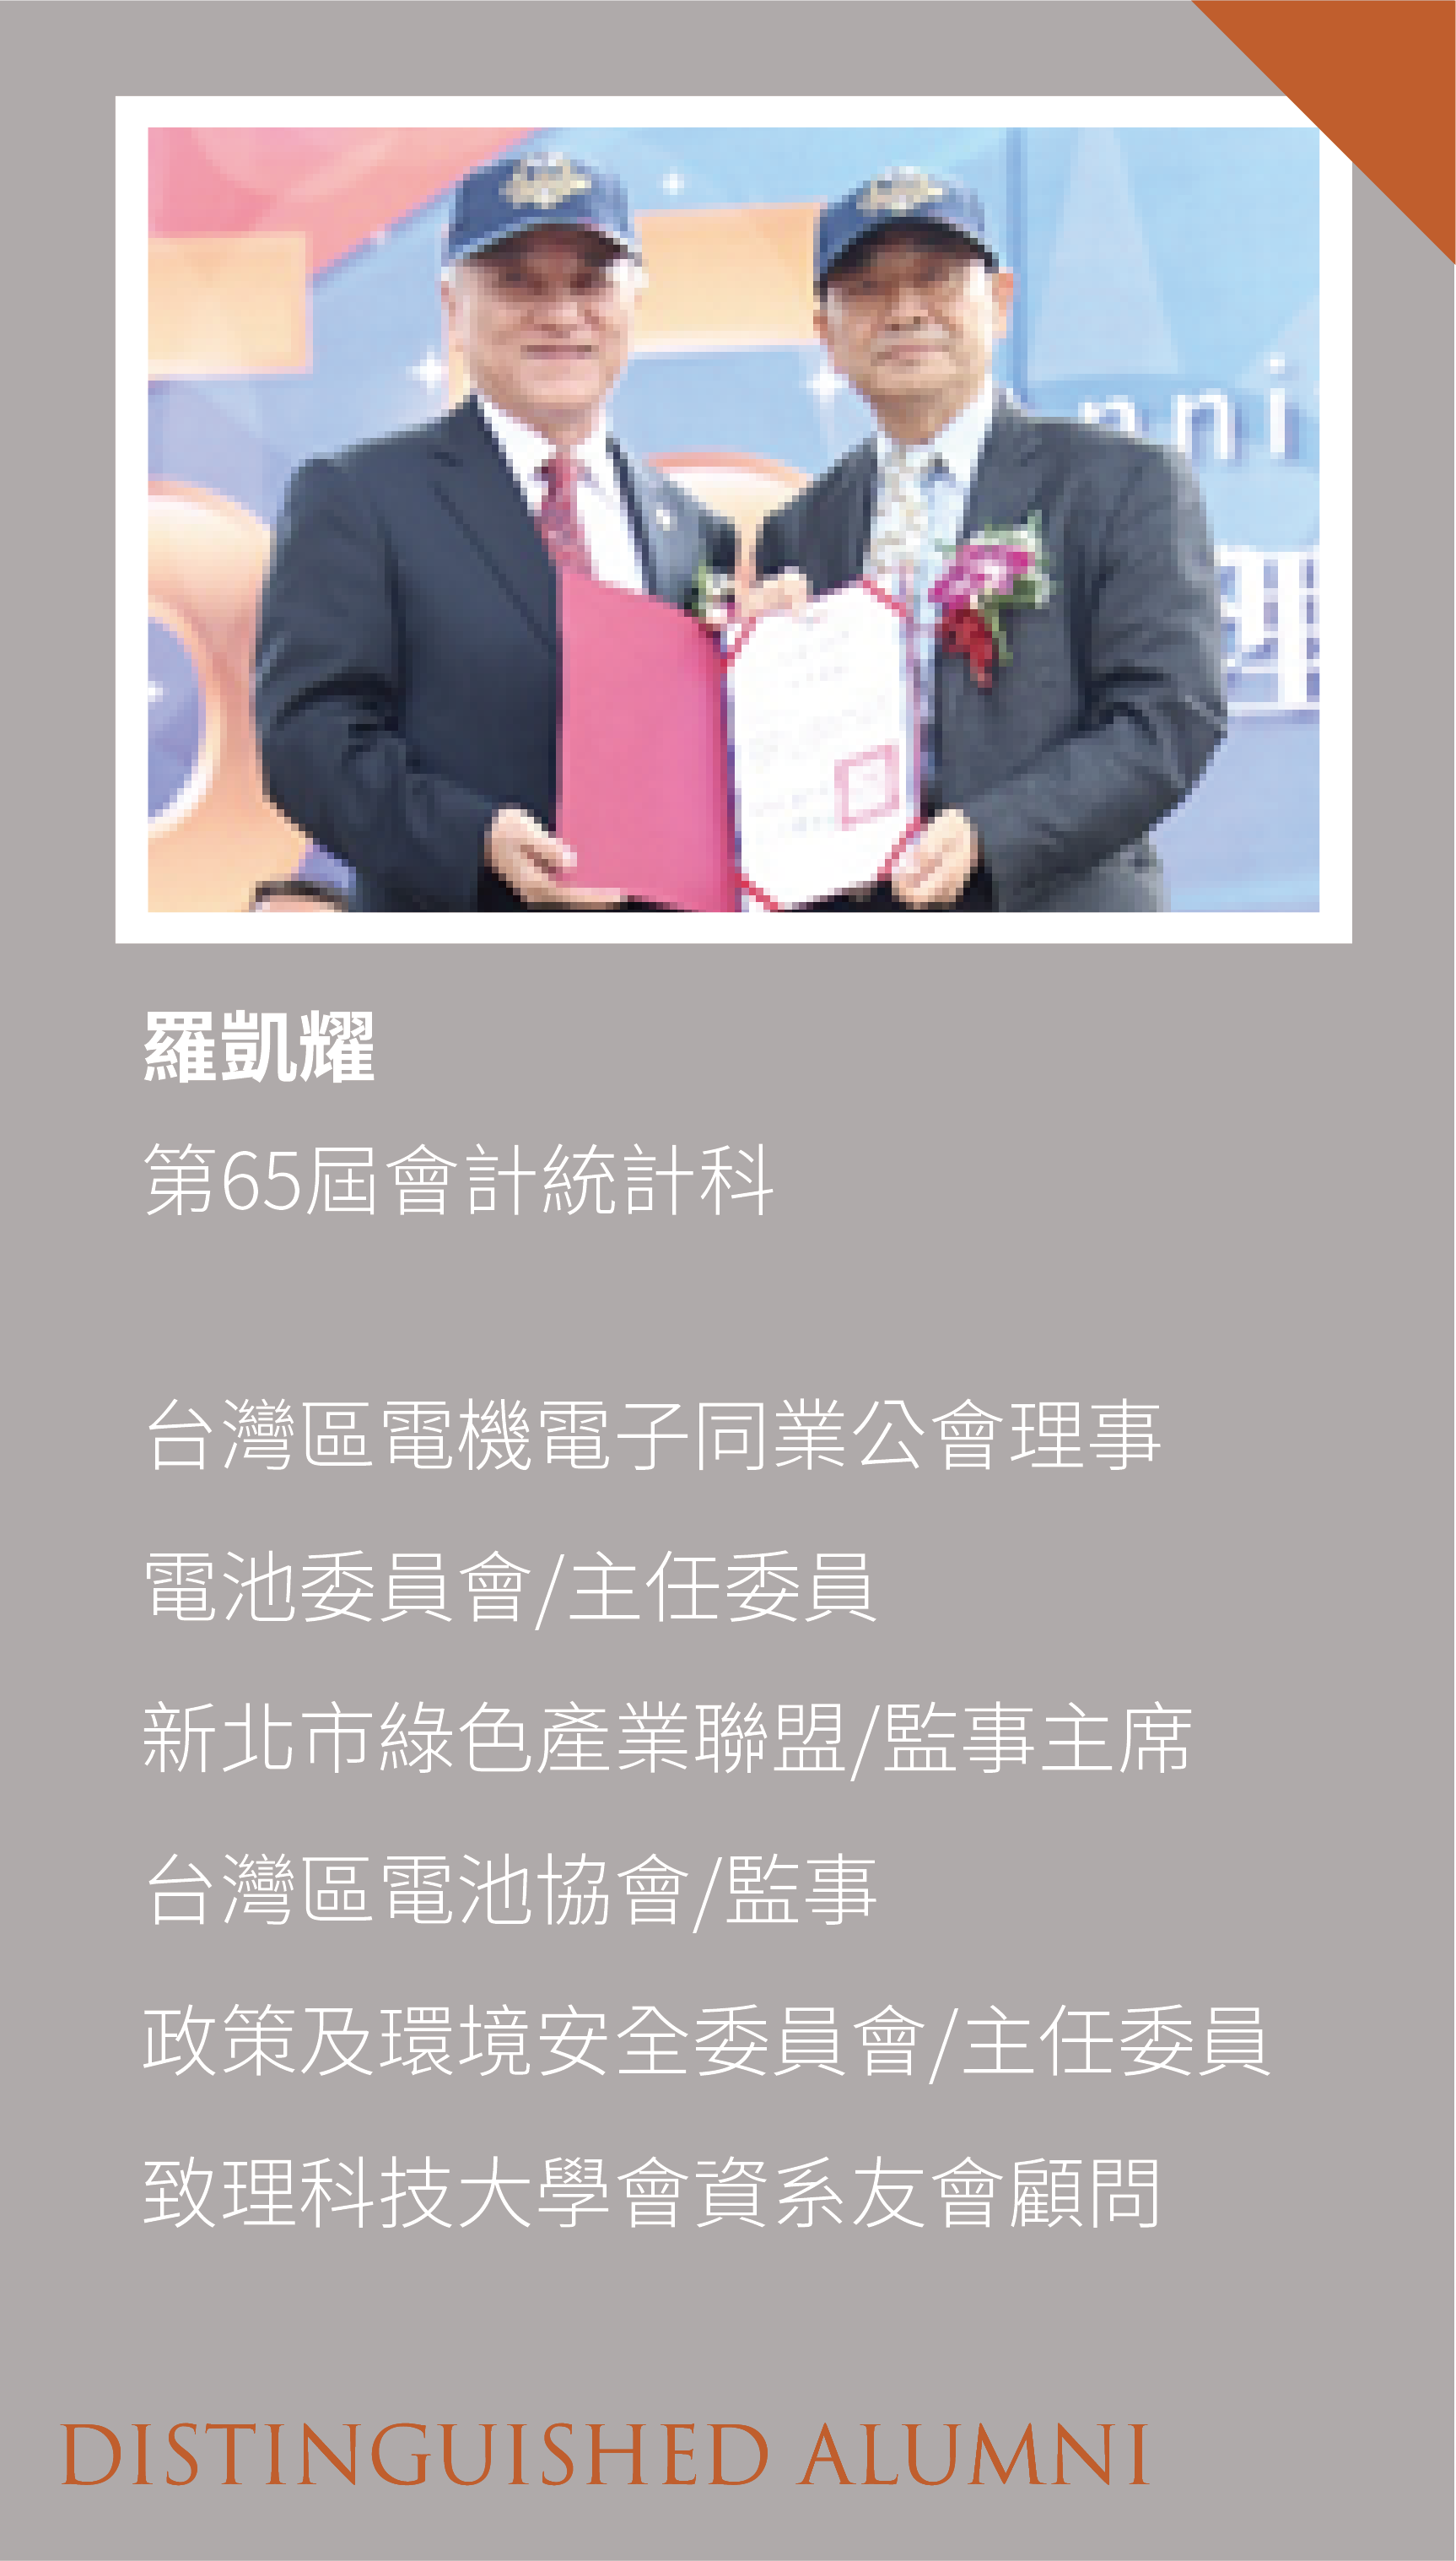 nni
理
羅凱耀
第65屆會計統計科
台灣區電機電子同業公會理事
電池委員會/主任委員
新北市綠色產業聯盟/監事主席
台灣區電池協會/監事
政策及環境安全委員會/主任委員
致理科技大學會資系友會顧問
DISTINGUISHED ALUMNI